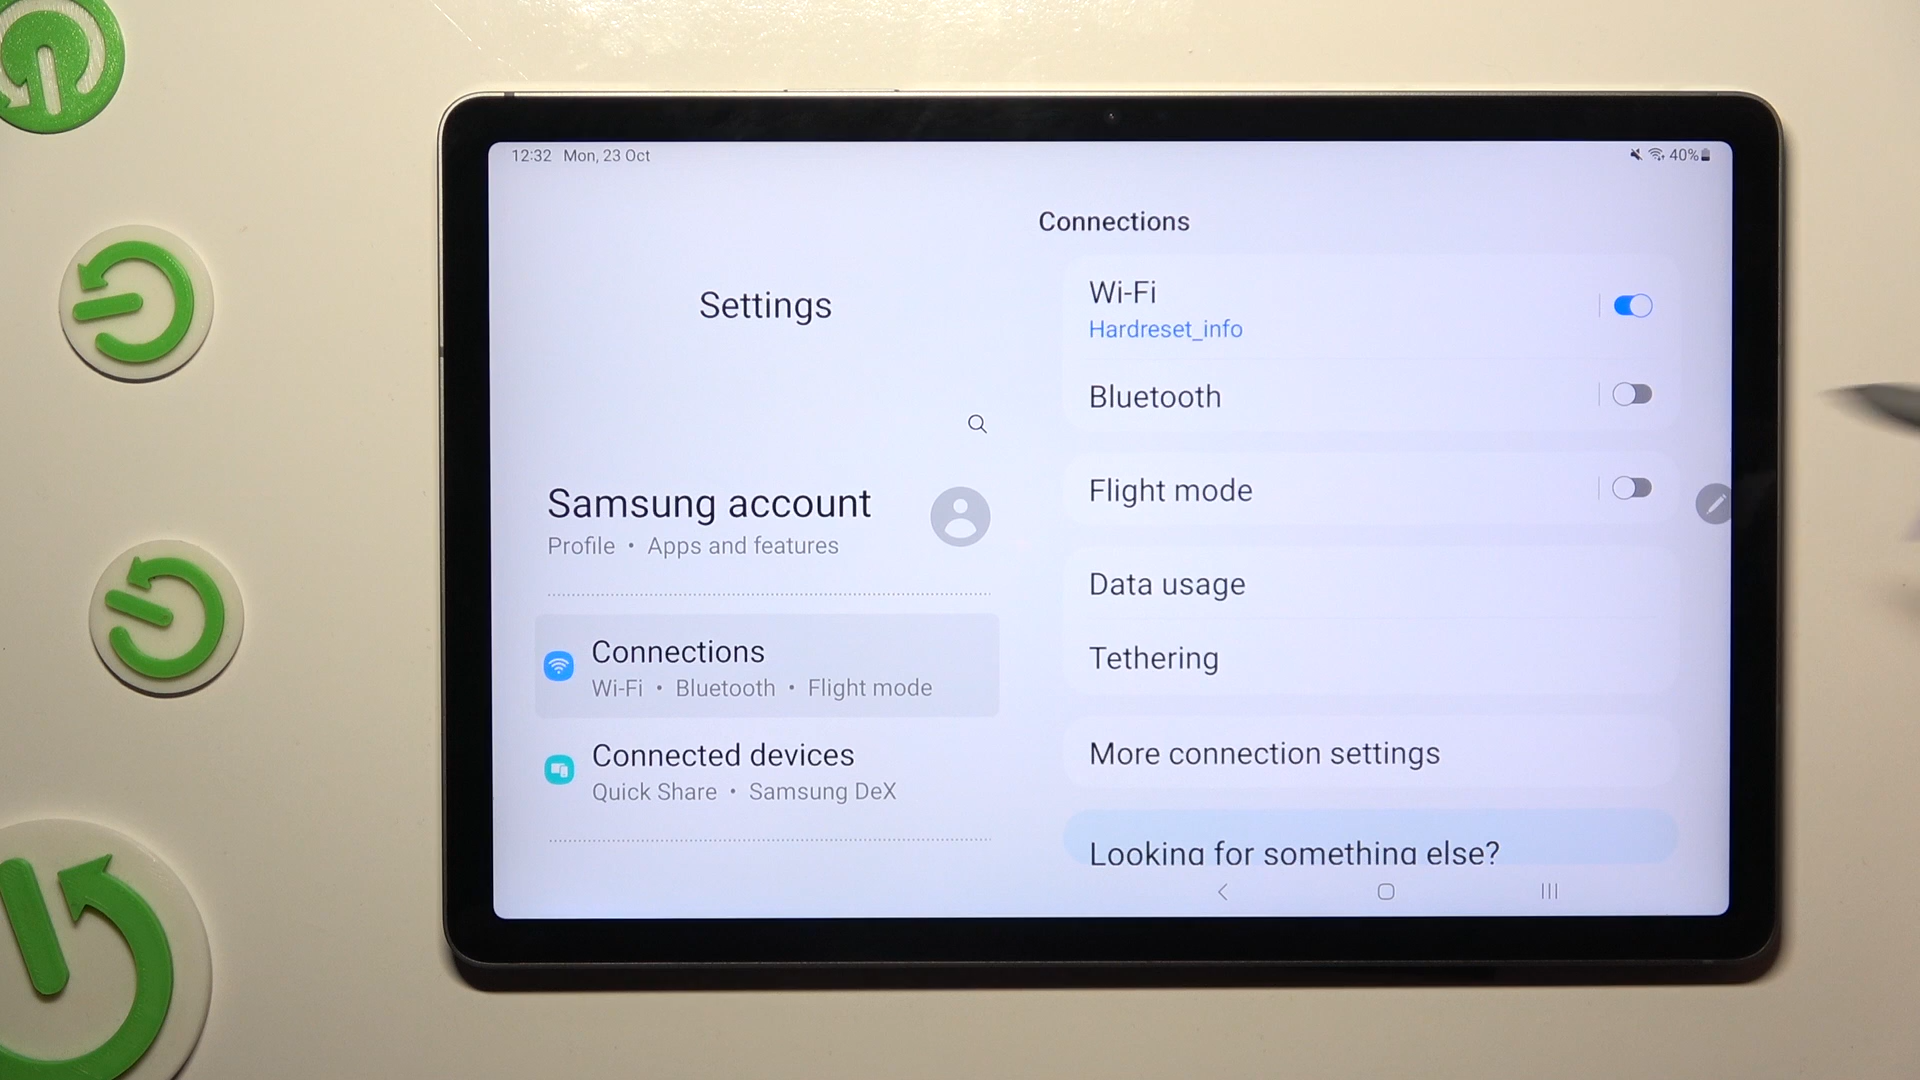 12:32 Mon, 23 Oct
40%
Settings
Samsung account
Profile • Apps and features
Connections
Wi-Fi • Bluetooth • Flight mode
Connected devices
Quick Share • Samsung DeX
Connections
Wi-Fi
Hardreset_info
Bluetooth
Flight mode
Data usage
Tethering
More connection settings
Looking for something else?